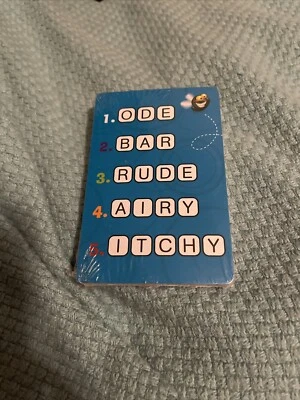 1. ODE
2. BAR
3. RUDE
4. AIRY
5. ITCHY